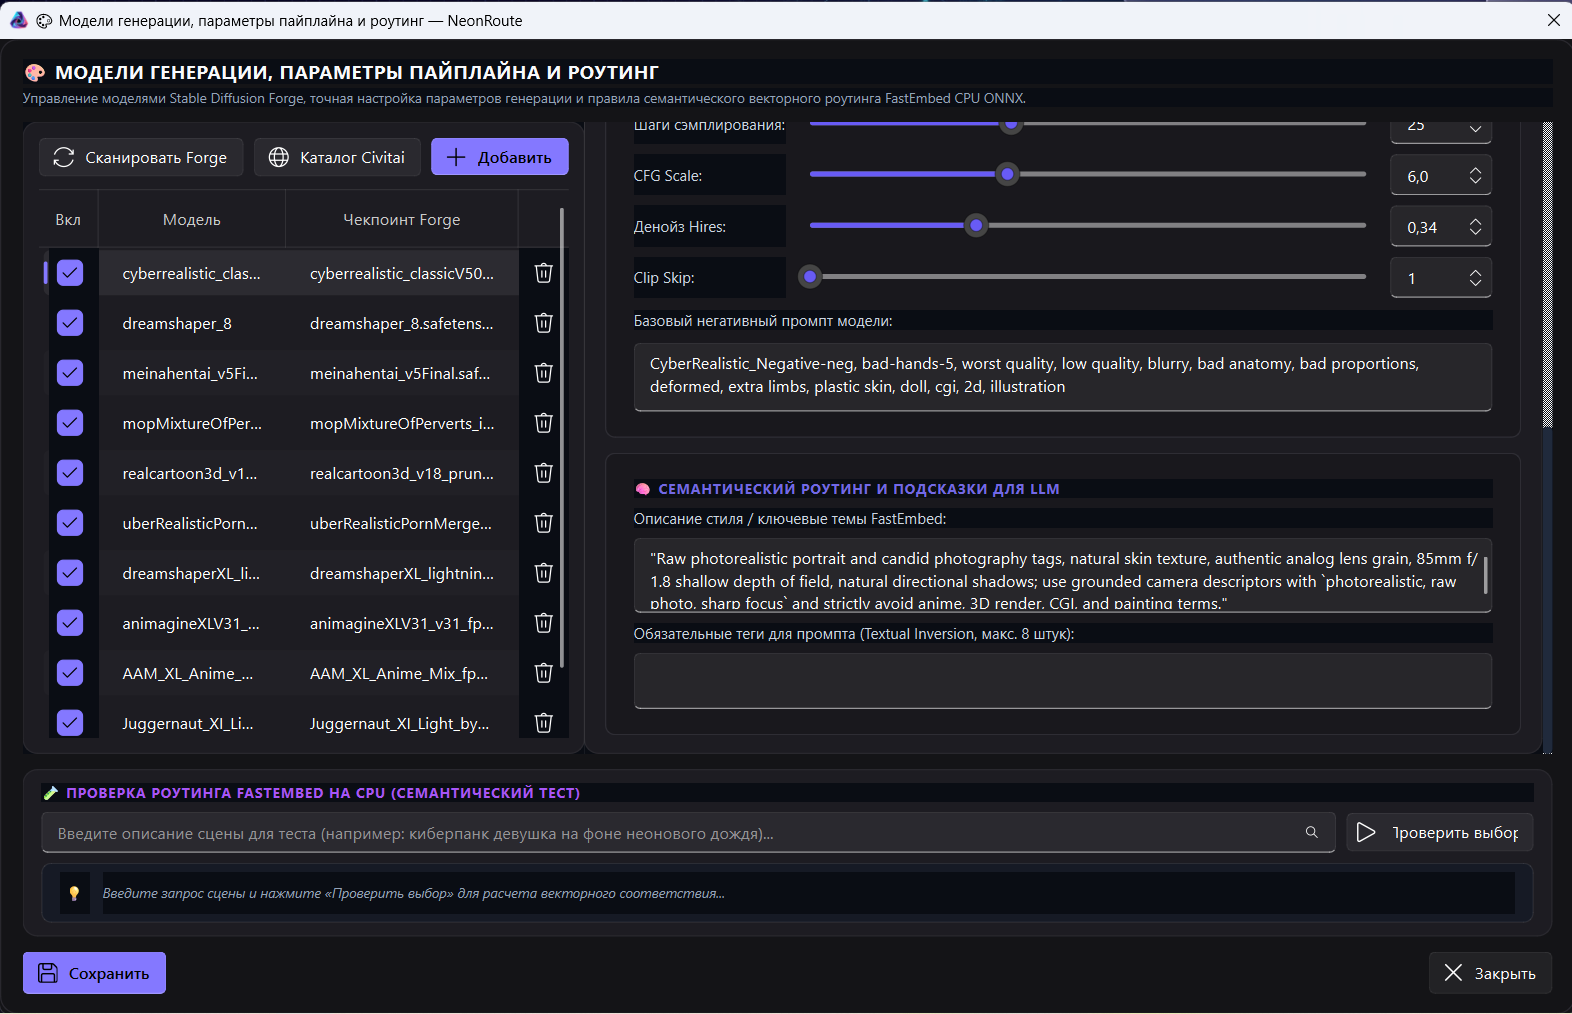 Модели генерации, параметры пайплайна и роутинг — NeonRoute
МОДЕЛИ ГЕНЕРАЦИИ, ПАРАМЕТРЫ ПАЙПЛАЙНА И РОУТИНГ
Управление моделями Stable Diffusion Forge, точная настройка параметров генерации и правила семантического векторного роутинга FastEmbed CPU ONNX.
Сканировать Forge
Каталог Civitai
Добавить
Вкл
Модель
Чекпоинт Forge
cyberrealistic_clas...
cyberrealistic_classicV50...
dreamshaper_8
dreamshaper_8.safetens...
meinahentai_v5Fi...
meinahentai_v5Final.saf...
mopMixtureOfPer...
mopMixtureOfPerverts_i...
realcartoon3d_v1...
realcartoon3d_v18_prun...
uberRealisticPorn...
uberRealisticPornMerge...
dreamshaperXL_li...
dreamshaperXL_lightnin...
animagineXLV31_...
animagineXLV31_v31_fp...
AAM_XL_Anime_...
AAM_XL_Anime_Mix_fp...
Juggernaut_XI_Li...
Juggernaut_XI_Light_by...
Шаги сэмплирования:
25
CFG Scale:
6,0
Денойз Hires:
0,34
Clip Skip:
1
Базовый негативный промпт модели:
CyberRealistic_Negative-neg, bad-hands-5, worst quality, low quality, blurry, bad anatomy, bad proportions,
deformed, extra limbs, plastic skin, doll, cgi, 2d, illustration
СЕМАНТИЧЕСКИЙ РОУТИНГ И ПОДСКАЗКИ ДЛЯ LLM
Описание стиля / ключевые темы FastEmbed:
"Raw photorealistic portrait and candid photography tags, natural skin texture, authentic analog lens grain, 85mm f/
1.8 shallow depth of field, natural directional shadows; use grounded camera descriptors with `photorealistic, raw
photo, sharp focus` and strictly avoid anime, 3D render, CGI, and painting terms."
Обязательные теги для промпта (Textual Inversion, макс. 8 штук):
ПРОВЕРКА РОУТИНГА FASTEMBED НА CPU (СЕМАНТИЧЕСКИЙ ТЕСТ)
Введите описание сцены для теста (например: киберпанк девушка на фоне неонового дождя)...
Проверить выбор
Введите запрос сцены и нажмите «Проверить выбор» для расчета векторного соответствия...
Сохранить
Закрыть